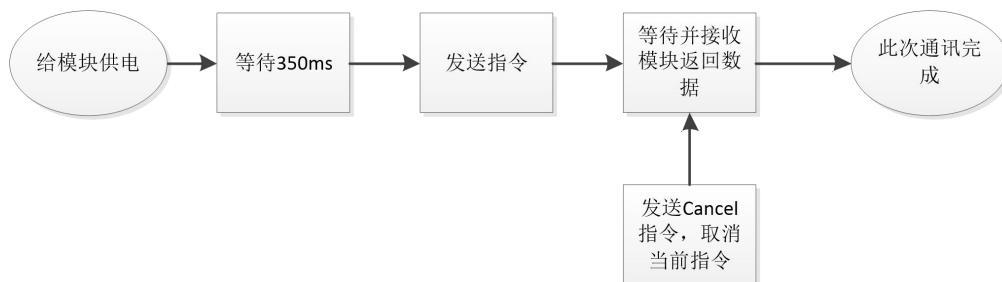 给模块供电
等待350ms
发送指令
等待并接收
模块返回数
据
此次通讯完
成
发送Cancel
指令，取消
当前指令